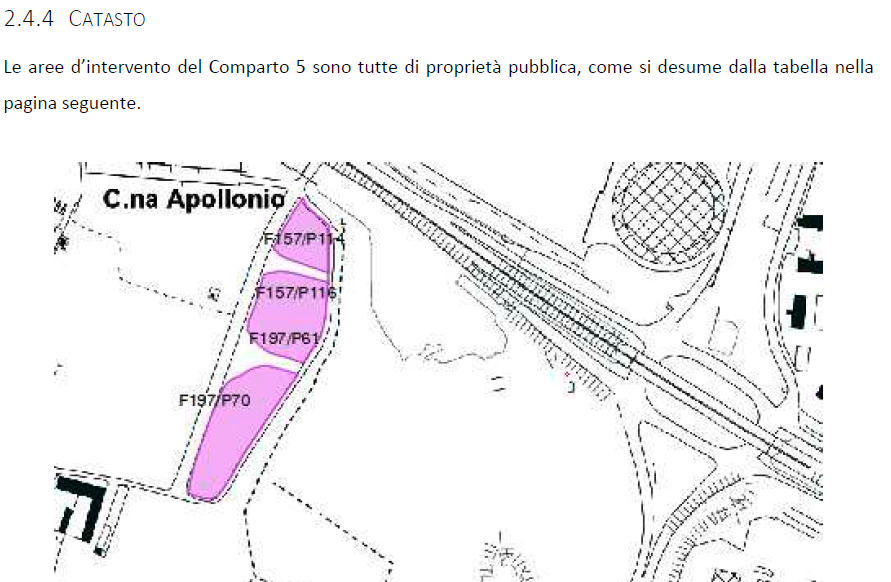 2.4.4 CATASTO
Le aree d'intervento del Comparto 5 sono tutte di proprietà pubblica, come si desume dalla tabella nella
pagina seguente.
C.na Apollonio
F157/P114
F157/P116
F197/P61
F197/P70